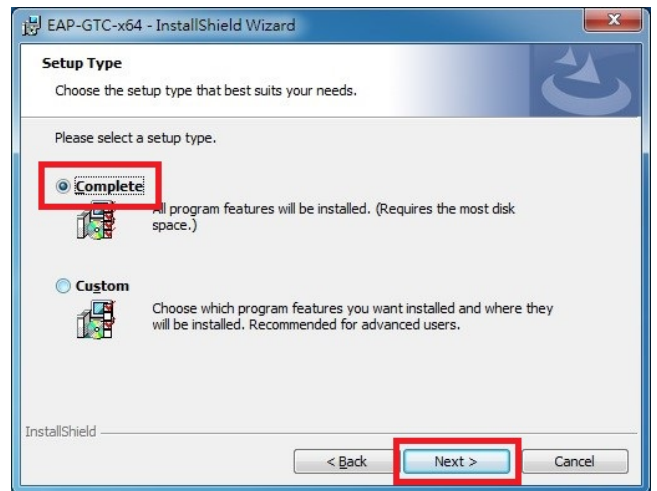 EAP-GTC-x64 - InstallShield Wizard
Setup Type
Choose the setup type that best suits your needs.
Please select a setup type.
Complete
All program features will be installed. (Requires the most disk
space.)
Custom
Choose which program features you want installed and where they
will be installed. Recommended for advanced users.
InstallShield
< Back
Next >
Cancel